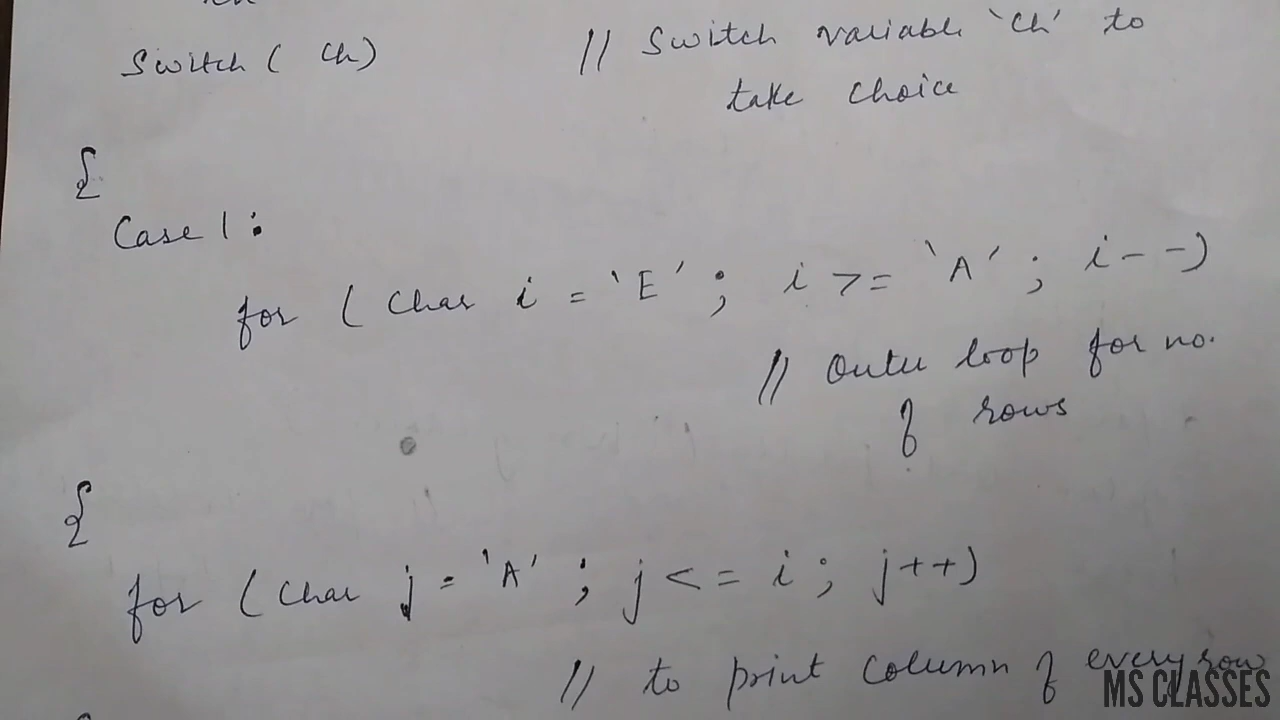 Switch ( Ch) // Switch variable 'Ch' to
take choice
{
Case 1 :
for ( Char i = 'E' ; i >= 'A' ; i - -)
// Outer loop for no.
of rows
{
for ( Char j = 'A' ; j <= i ; j++)
// to print column of every row
MS CLASSES